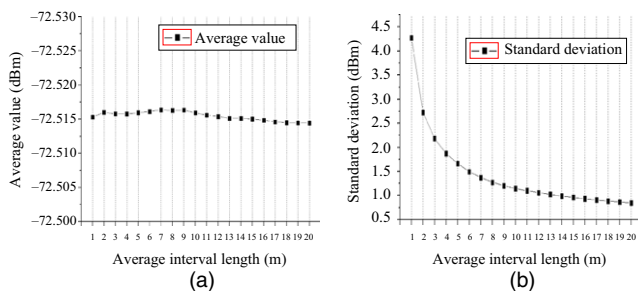 −72.530
−72.525
−72.520
−72.515
−72.510
−72.505
−72.500
Average value (dBm)
Average value
1 2 3 4 5 6 7 8 9 10 11 12 13 14 15 16 17 18 19 20
Average interval length (m)
(a)
4.5
4.0
3.5
3.0
2.5
2.0
1.5
1.0
0.5
Standard deviation (dBm)
Standard deviation
1 2 3 4 5 6 7 8 9 10 11 12 13 14 15 16 17 18 19 20
Average interval length (m)
(b)